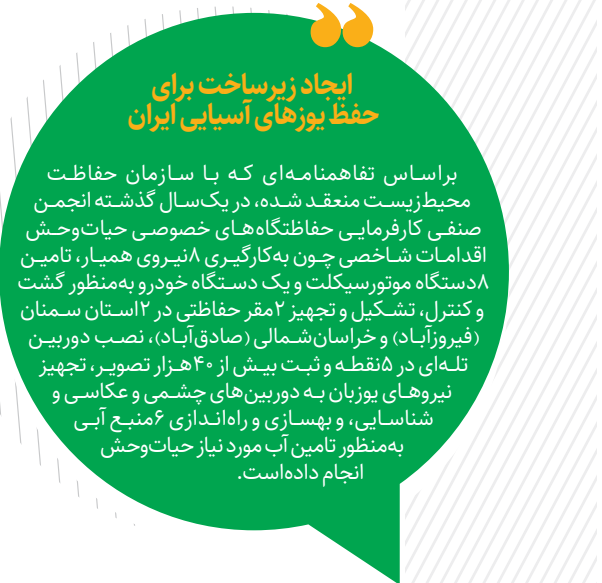 ایجاد زیرساخت برای
حفظ یوزهای آسیایی ایران
براساس تفاهمنامه‌ای که با سازمان حفاظت
محیط‌زیست منعقد شده، در یک‌سال گذشته انجمن
صنفی کارفرمایی حفاظتگاه‌های خصوصی حیات‌وحش
اقدامات شاخصی چون به‌کارگیری ۸نیروی همیار، تامین
۸دستگاه موتورسیکلت و یک دستگاه خودرو به‌منظور گشت
و کنترل، تشکیل و تجهیز ۲مقر حفاظتی در ۲استان سمنان
(فیروزآباد) و خراسان‌شمالی (صادق‌آباد)، نصب دوربین
تله‌ای در ۵نقطه و ثبت بیش از ۴۰هزار تصویر، تجهیز
نیروهای یوزبان به دوربین‌های چشمی و عکاسی و
شناسایی، و بهسازی و راه‌اندازی ۶منبع آبی
به‌منظور تامین آب مورد نیاز حیات‌وحش
انجام داده‌است.